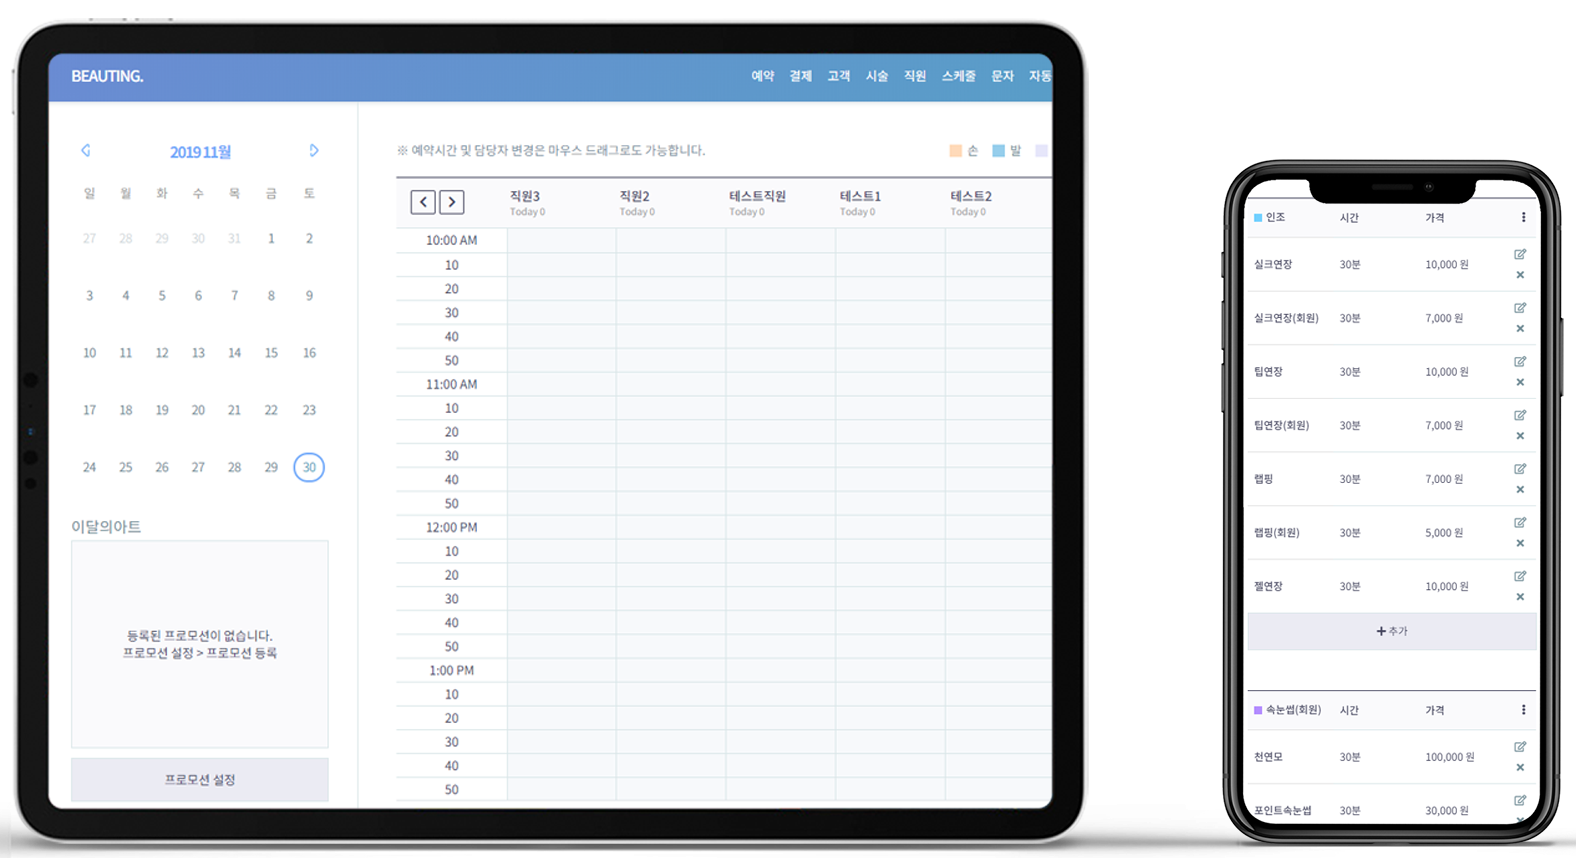 BEAUTING.
예약 결제 고객 시술 직원 스케줄 문자 자동
2019 11월
일 월 화 수 목 금 토
27 28 29 30 31 1 2
3 4 5 6 7 8 9
10 11 12 13 14 15 16
17 18 19 20 21 22 23
24 25 26 27 28 29 30
이달의아트
등록된 프로모션이 없습니다.
프로모션 설정 > 프로모션 등록
프로모션 설정
※ 예약시간 및 담당자 변경은 마우스 드래그로도 가능합니다.
손 발
직원3 직원2 테스트직원 테스트1 테스트2
Today 0 Today 0 Today 0 Today 0 Today 0
10:00 AM
10
20
30
40
50
11:00 AM
10
20
30
40
50
12:00 PM
10
20
30
40
50
1:00 PM
10
20
30
40
50
인조 시간 가격
실크연장 30분 10,000 원
실크연장(회원) 30분 7,000 원
팁연장 30분 10,000 원
팁연장(회원) 30분 7,000 원
랩핑 30분 7,000 원
랩핑(회원) 30분 5,000 원
젤연장 30분 10,000 원
+ 추가
속눈썹(회원) 시간 가격
천연모 30분 100,000 원
포인트속눈썹 30분 30,000 원